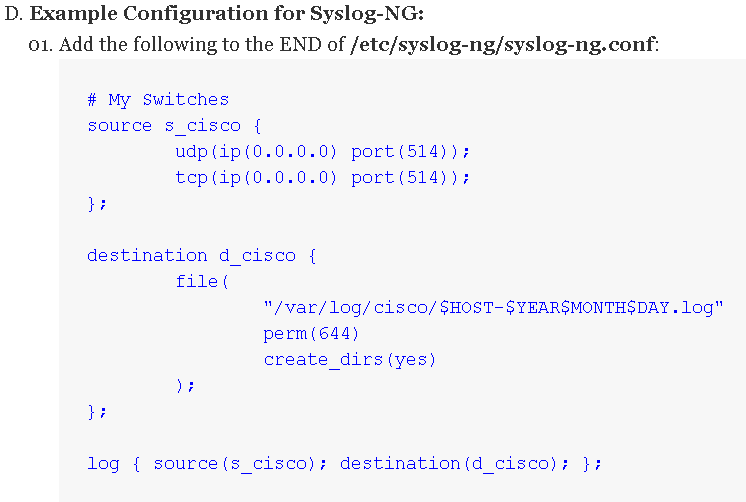 D. Example Configuration for Syslog-NG:
01. Add the following to the END of /etc/syslog-ng/syslog-ng.conf:
# My Switches
source s_cisco {
udp(ip(0.0.0.0) port(514));
tcp(ip(0.0.0.0) port(514));
};
destination d_cisco {
file(
"/var/log/cisco/$HOST-$YEAR$MONTH$DAY.log"
perm(644)
create_dirs(yes)
);
};
log { source(s_cisco); destination(d_cisco); };